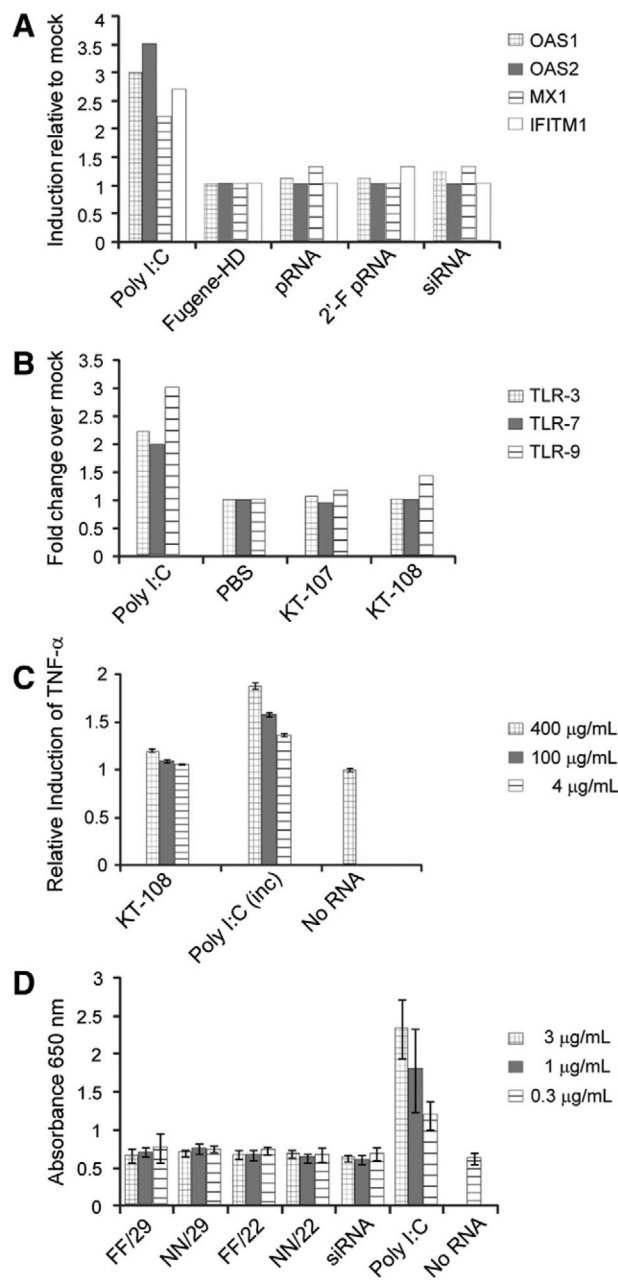 A
Induction relative to mock
4
3.5
3
2.5
2
1.5
1
0.5
0
Poly I:C
Fugene-HD
pRNA
2'-F pRNA
siRNA
OAS1
OAS2
MX1
IFITM1
B
Fold change over mock
3.5
3
2.5
2
1.5
1
0.5
0
Poly I:C
PBS
KT-107
KT-108
TLR-3
TLR-7
TLR-9
C
Relative Induction of TNF-α
2
1.5
1
0.5
0
KT-108
Poly I:C (inc)
No RNA
400 μg/mL
100 μg/mL
4 μg/mL
D
Absorbance 650 nm
3
2.5
2
1.5
1
0.5
0
FF/29
NN/29
FF/22
NN/22
siRNA
Poly I:C
No RNA
3 μg/mL
1 μg/mL
0.3 μg/mL